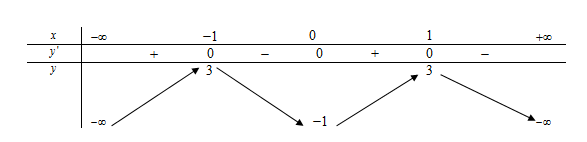 x −∞ −1 0 1 +∞
y' + 0 − 0 + 0 −
y 3 3
−∞ −1 −∞